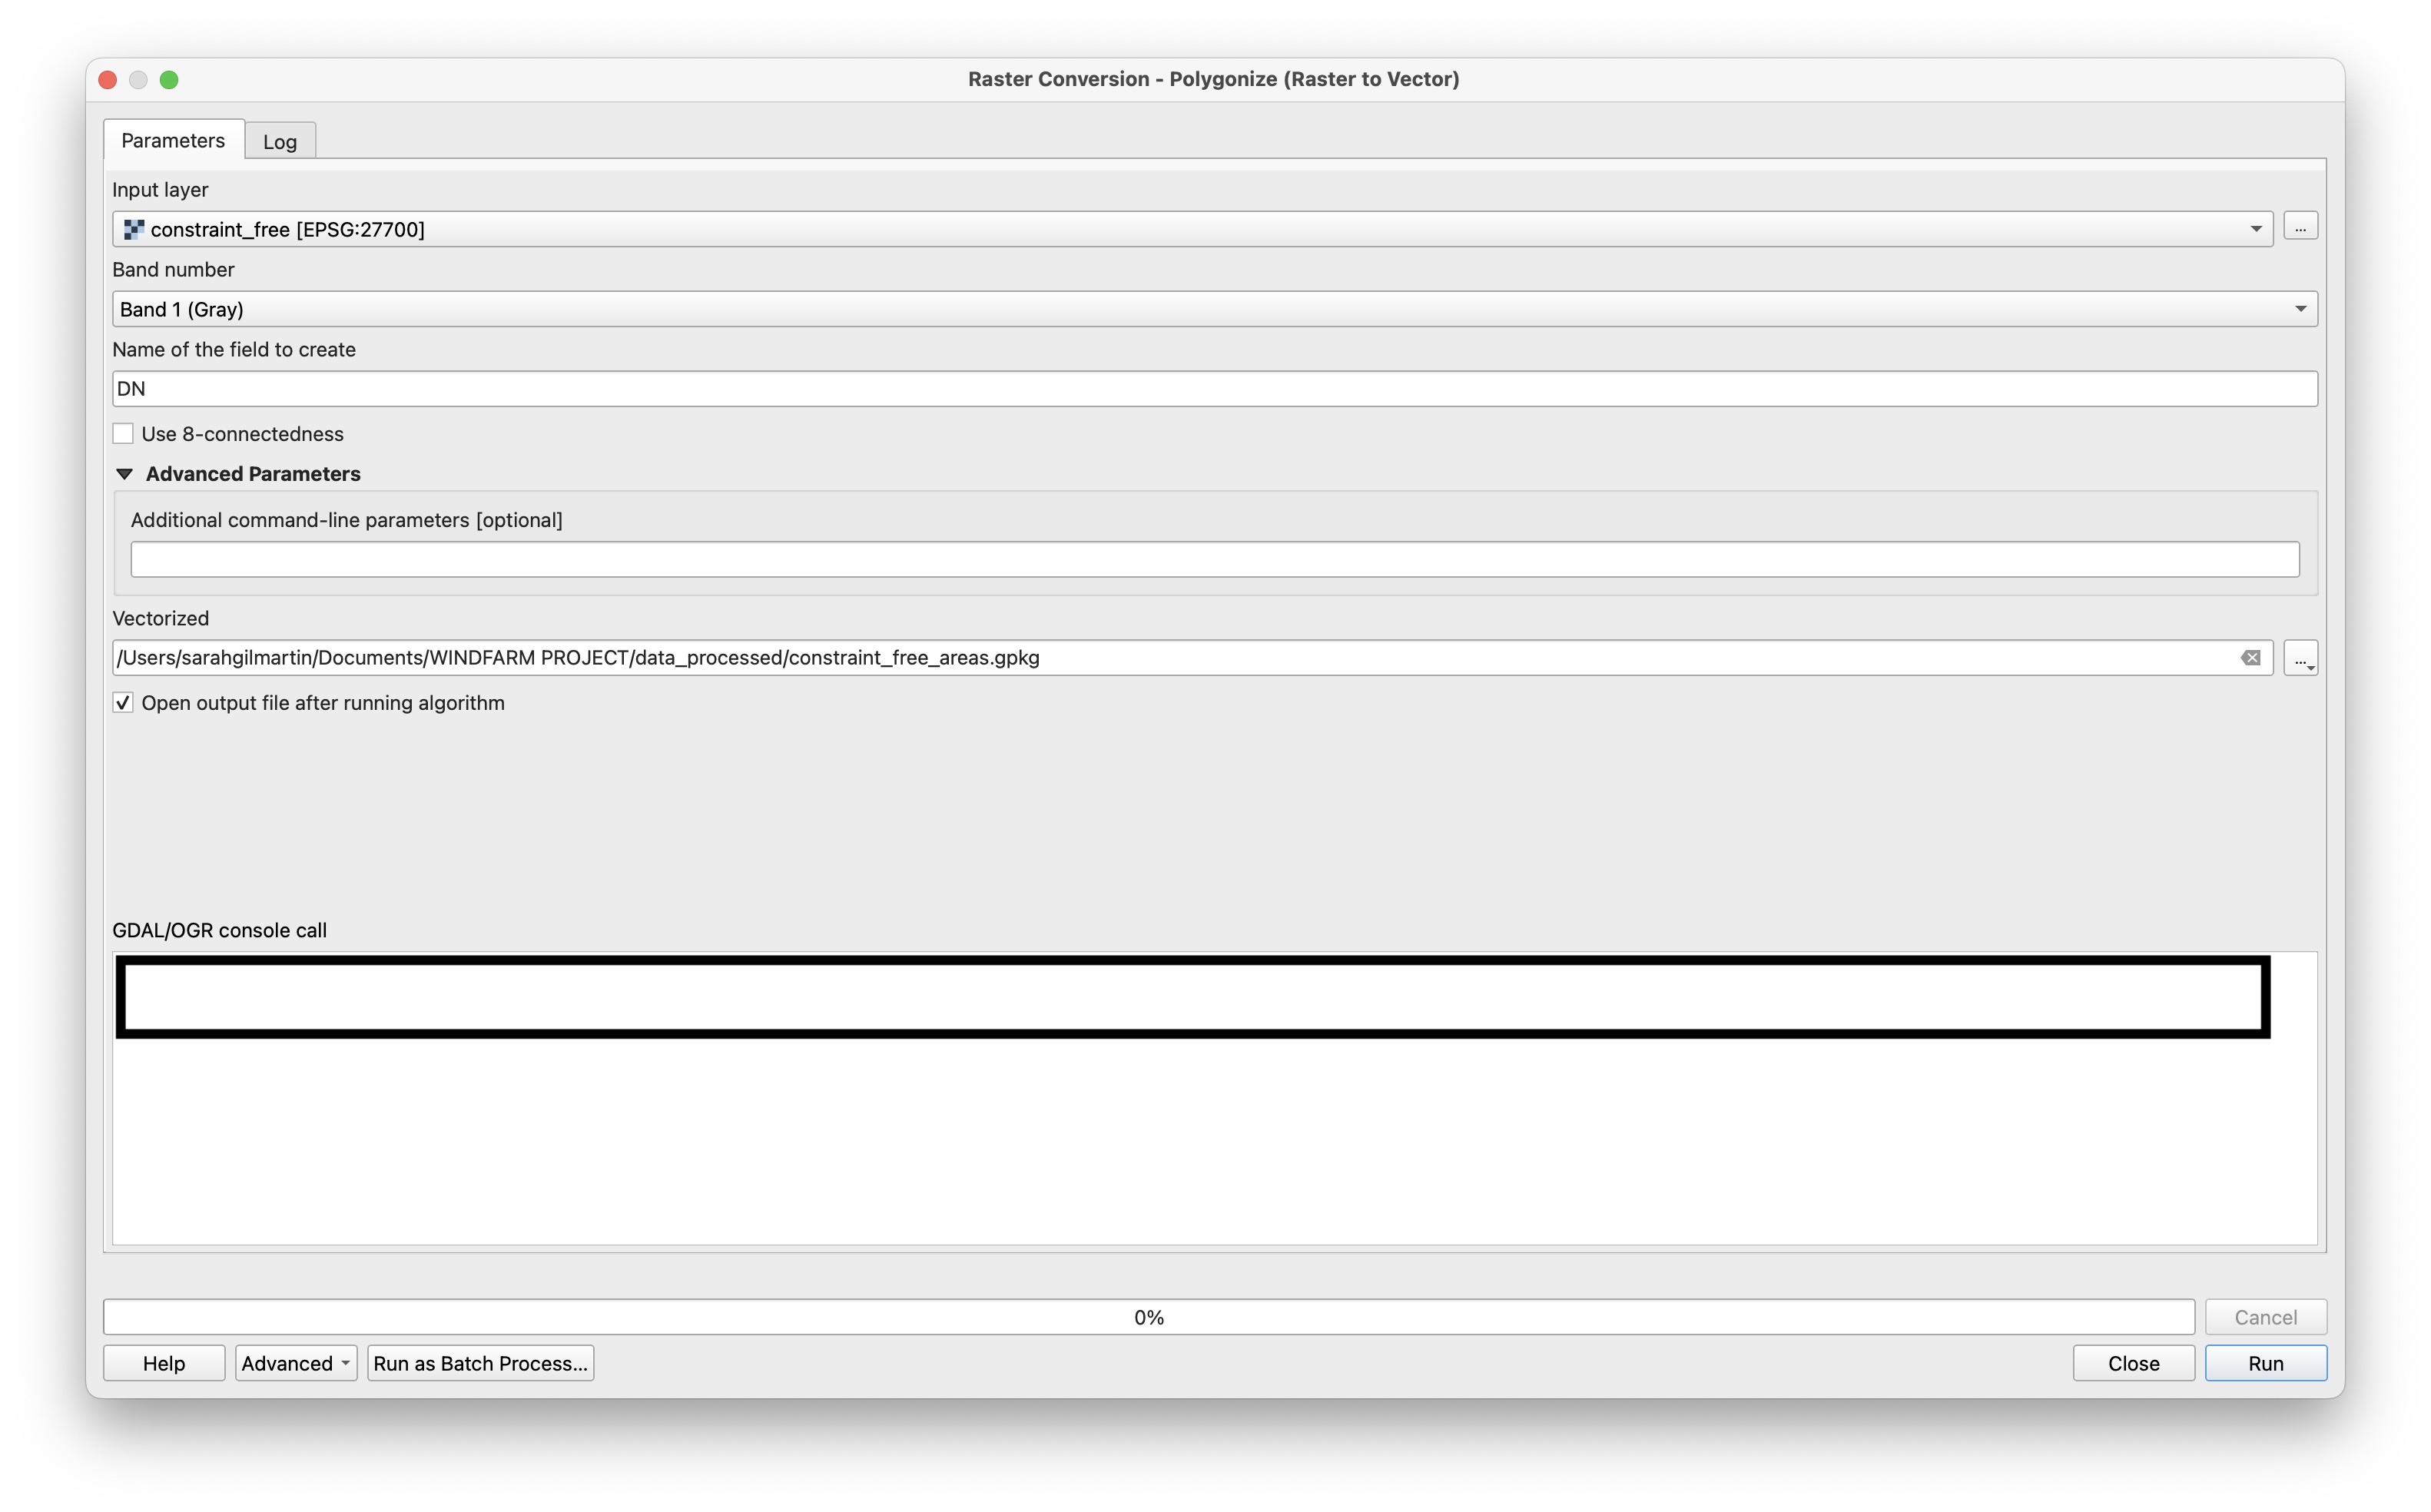 Raster Conversion - Polygonize (Raster to Vector)
Parameters
Log
Input layer
constraint_free [EPSG:27700]
...
Band number
Band 1 (Gray)
Name of the field to create
DN
Use 8-connectedness
Advanced Parameters
Additional command-line parameters [optional]
Vectorized
/Users/sarahgilmartin/Documents/WINDFARM PROJECT/data_processed/constraint_free_areas.gpkg
...
Open output file after running algorithm
GDAL/OGR console call
0%
Cancel
Help
Advanced
Run as Batch Process...
Close
Run